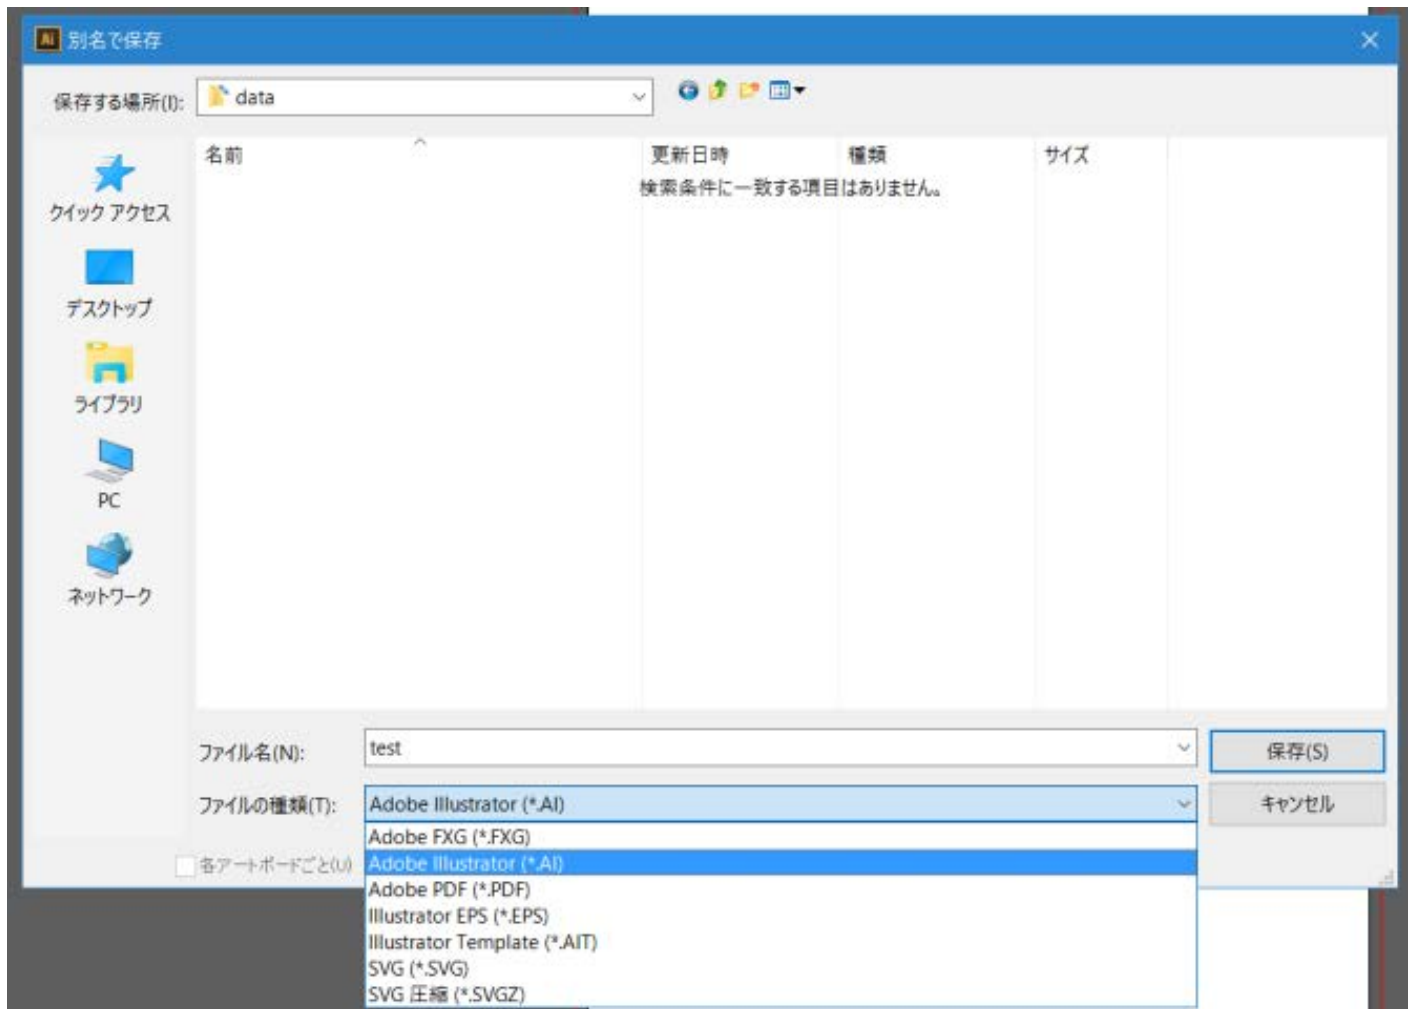 Ai 別名で保存
保存する場所(I): data
名前 更新日時 種類 サイズ
検索条件に一致する項目はありません。
クイック アクセス
デスクトップ
ライブラリ
PC
ネットワーク
ファイル名(N): test 保存(S)
ファイルの種類(T): Adobe Illustrator (*.AI) キャンセル
Adobe FXG (*.FXG)
各アートボードごと(U) Adobe Illustrator (*.AI)
Adobe PDF (*.PDF)
Illustrator EPS (*.EPS)
Illustrator Template (*.AIT)
SVG (*.SVG)
SVG 圧縮 (*.SVGZ)